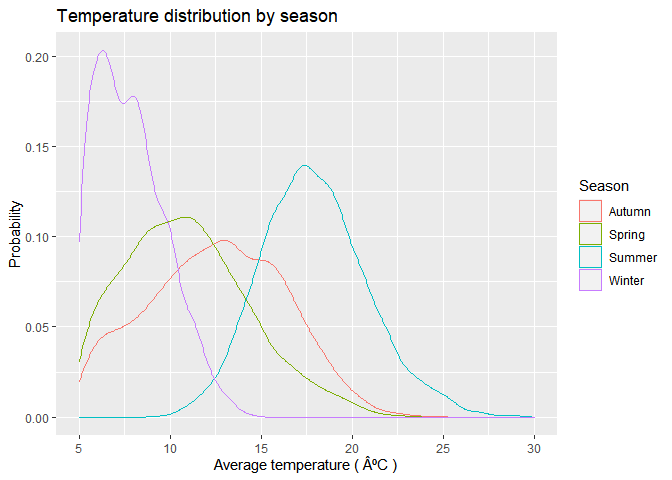 Temperature distribution by season
0.20
0.15
0.10
0.05
0.00
Probability
5 10 15 20 25 30
Average temperature ( ÂºC )
Season
Autumn
Spring
Summer
Winter